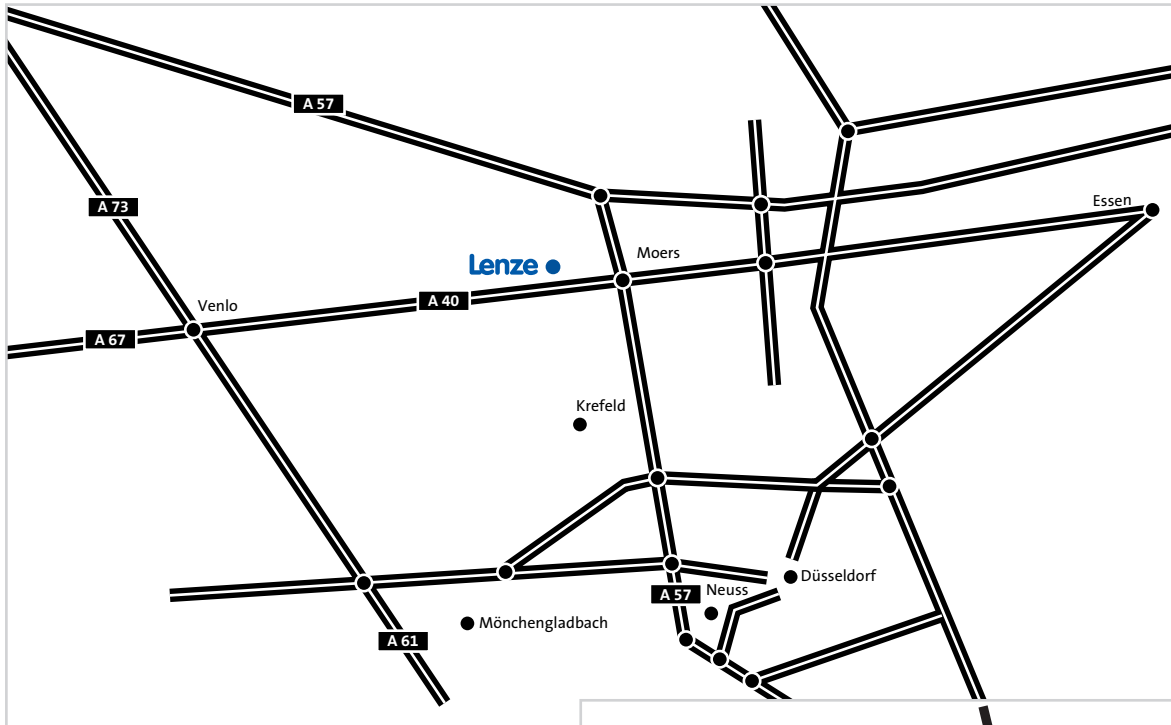 A 57
A 73
Essen
Moers
Lenze
A 40
Venlo
A 67
Krefeld
Düsseldorf
A 57
Neuss
Mönchengladbach
A 61